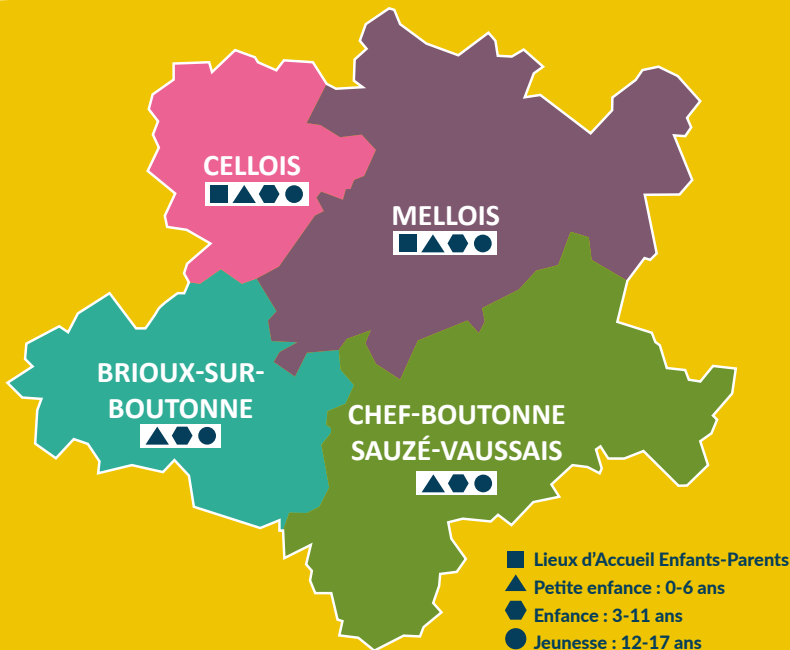 CELLOIS
MELLOIS
BRIOUX-SUR-
BOUTONNE
CHEF-BOUTONNE
SAUZÉ-VAUSSAIS
Lieux d'Accueil Enfants-Parents
Petite enfance : 0-6 ans
Enfance : 3-11 ans
Jeunesse : 12-17 ans